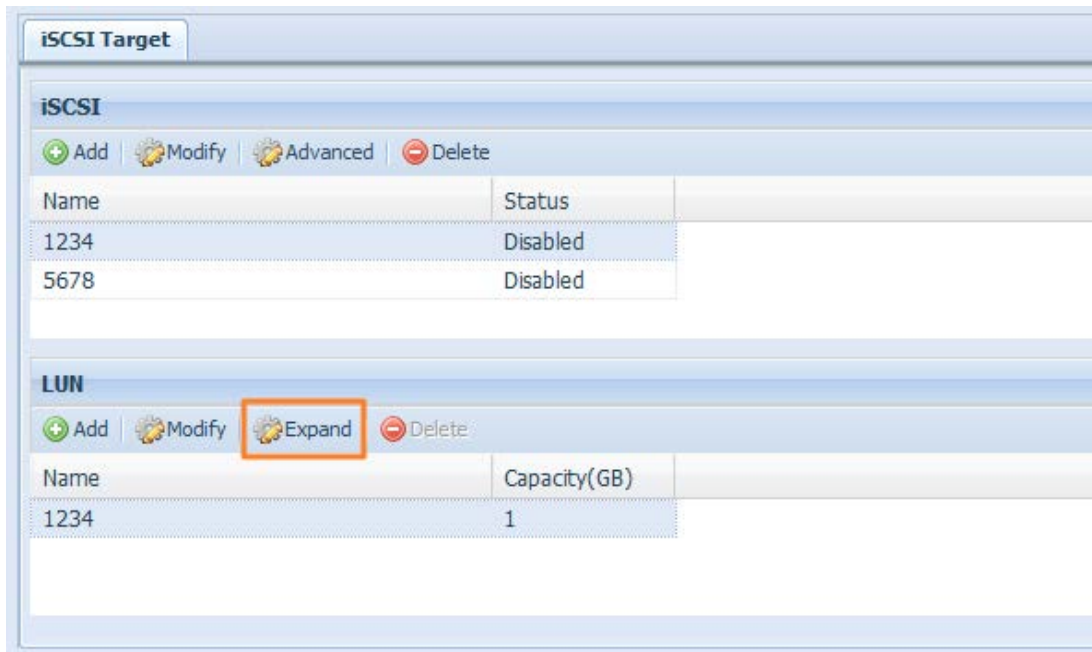 iSCSI Target
iSCSI
Add Modify Advanced Delete
Name Status
1234 Disabled
5678 Disabled
LUN
Add Modify Expand Delete
Name Capacity(GB)
1234 1